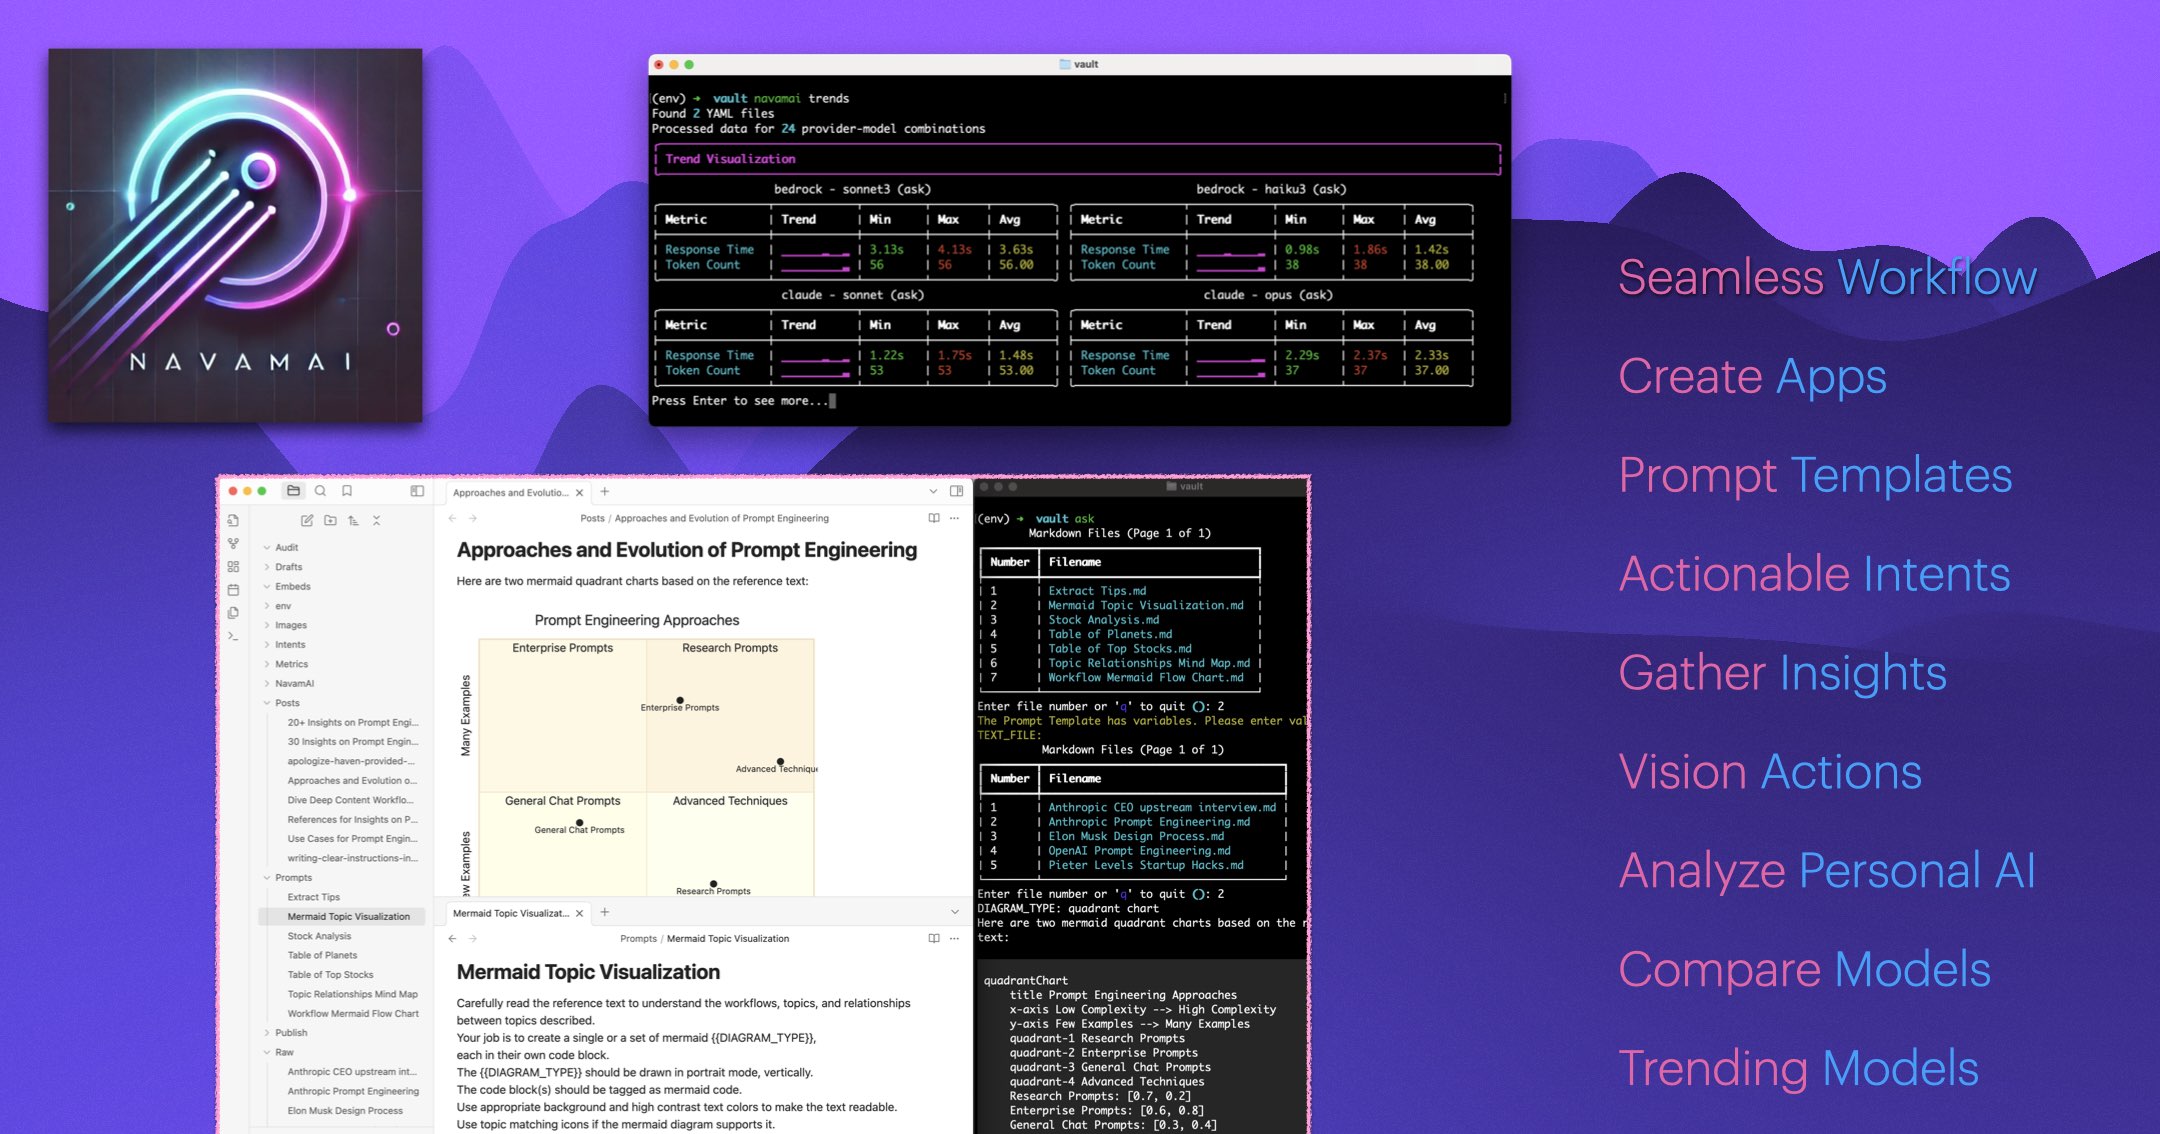 NAVAMAI
vault
(env) → vault navamai trends
Found 2 YAML files
Processed data for 24 provider-model combinations
Trend Visualization
bedrock - sonnet3 (ask)
Metric Trend Min Max Avg
Response Time 3.13s 4.13s 3.63s
Token Count 56 56 56.00
bedrock - haiku3 (ask)
Metric Trend Min Max Avg
Response Time 0.98s 1.86s 1.42s
Token Count 38 38 38.00
claude - sonnet (ask)
Metric Trend Min Max Avg
Response Time 1.22s 1.75s 1.48s
Token Count 53 53 53.00
claude - opus (ask)
Metric Trend Min Max Avg
Response Time 2.29s 2.37s 2.33s
Token Count 37 37 37.00
Press Enter to see more...
Seamless Workflow
Create Apps
Prompt Templates
Actionable Intents
Gather Insights
Vision Actions
Analyze Personal AI
Compare Models
Trending Models
Audit
Drafts
Embeds
env
Images
Intents
Metrics
NavamAI
Posts
20+ Insights on Prompt Engi...
30 Insights on Prompt Engin...
apologize-haven-provided-...
Approaches and Evolution o...
Dive Deep Content Workflo...
References for Insights on P...
Use Cases for Prompt Engin...
writing-clear-instructions-in...
Prompts
Extract Tips
Mermaid Topic Visualization
Stock Analysis
Table of Planets
Table of Top Stocks
Topic Relationships Mind Map
Workflow Mermaid Flow Chart
Publish
Raw
Anthropic CEO upstream int...
Anthropic Prompt Engineering
Elon Musk Design Process
Approaches and Evolutio...
Posts / Approaches and Evolution of Prompt Engineering
Approaches and Evolution of Prompt Engineering
Here are two mermaid quadrant charts based on the reference text:
Prompt Engineering Approaches
Enterprise Prompts
Research Prompts
Many Examples
Enterprise Prompts
Advanced Technique
General Chat Prompts
Advanced Techniques
General Chat Prompts
ew Examples
Research Prompts
Mermaid Topic Visualizat...
Prompts / Mermaid Topic Visualization
Mermaid Topic Visualization
Carefully read the reference text to understand the workflows, topics, and relationships
between topics described.
Your job is to create a single or a set of mermaid {{DIAGRAM_TYPE}},
each in their own code block.
The {{DIAGRAM_TYPE}} should be drawn in portrait mode, vertically.
The code block(s) should be tagged as mermaid code.
Use appropriate background and high contrast text colors to make the text readable.
Use topic matching icons if the mermaid diagram supports it.
vault
(env) → vault ask
Markdown Files (Page 1 of 1)
Number Filename
1 Extract Tips.md
2 Mermaid Topic Visualization.md
3 Stock Analysis.md
4 Table of Planets.md
5 Table of Top Stocks.md
6 Topic Relationships Mind Map.md
7 Workflow Mermaid Flow Chart.md
Enter file number or 'q' to quit (): 2
The Prompt Template has variables. Please enter val
TEXT_FILE:
Markdown Files (Page 1 of 1)
Number Filename
1 Anthropic CEO upstream interview.md
2 Anthropic Prompt Engineering.md
3 Elon Musk Design Process.md
4 OpenAI Prompt Engineering.md
5 Pieter Levels Startup Hacks.md
Enter file number or 'q' to quit (): 2
DIAGRAM_TYPE: quadrant chart
Here are two mermaid quadrant charts based on the r
text:
quadrantChart
title Prompt Engineering Approaches
x-axis Low Complexity --> High Complexity
y-axis Few Examples --> Many Examples
quadrant-1 Research Prompts
quadrant-2 Enterprise Prompts
quadrant-3 General Chat Prompts
quadrant-4 Advanced Techniques
Research Prompts: [0.7, 0.2]
Enterprise Prompts: [0.6, 0.8]
General Chat Prompts: [0.3, 0.4]